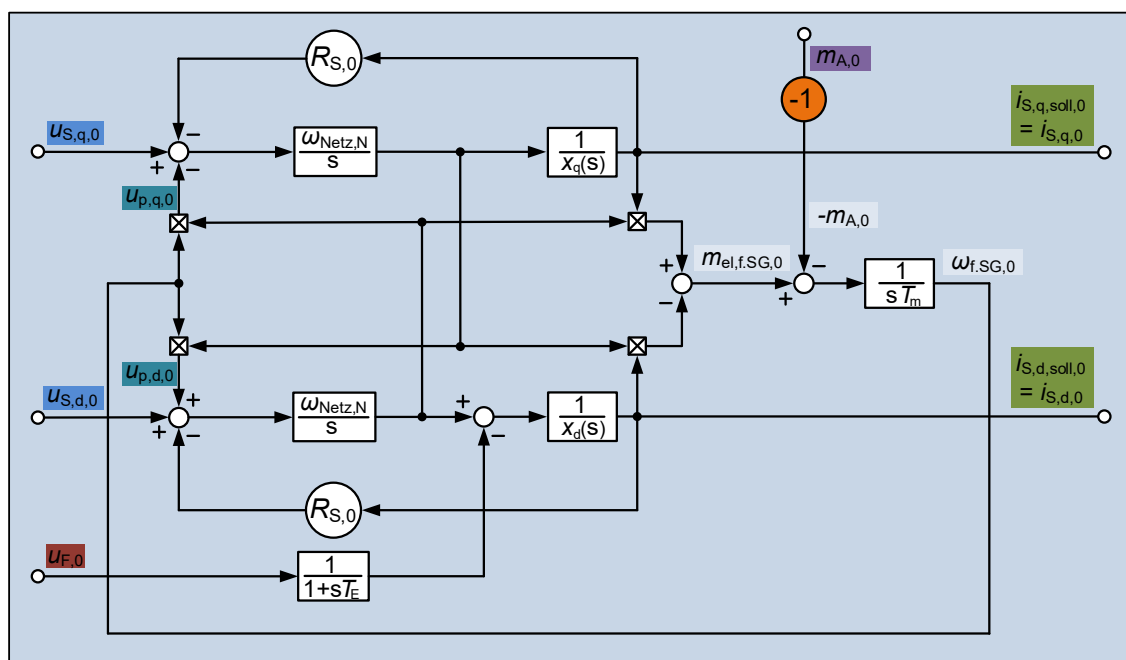 R_S,0
m_A,0
-1
i_S,q,soll,0
= i_S,q,0
u_S,q,0
−
+
−
ω_Netz,N
s
1
x_q(s)
u_p,q,0
-m_A,0
+
−
m_el,f.SG,0
−
+
1
sT_m
ω_f.SG,0
u_p,d,0
i_S,d,soll,0
= i_S,d,0
u_S,d,0
+
+
−
ω_Netz,N
s
+
−
1
x_d(s)
R_S,0
u_F,0
1
1+sT_E